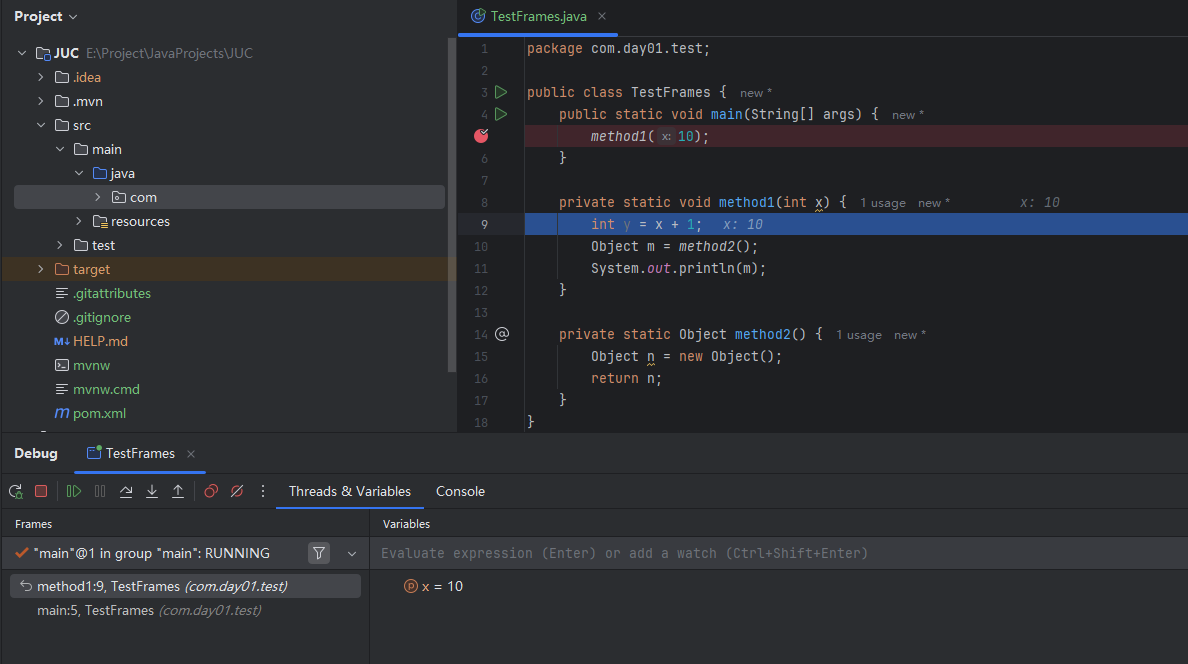 Project
JUC E:\Project\JavaProjects\JUC
.idea
.mvn
src
main
java
com
resources
test
target
.gitattributes
.gitignore
M↓ HELP.md
mvnw
mvnw.cmd
m pom.xml
TestFrames.java
1 package com.day01.test;
2
3 public class TestFrames { new *
4 public static void main(String[] args) { new *
method1( x: 10);
6 }
7
8 private static void method1(int x) { 1 usage new * x: 10
9 int y = x + 1; x: 10
10 Object m = method2();
11 System.out.println(m);
12 }
13
14 @ private static Object method2() { 1 usage new *
15 Object n = new Object();
16 return n;
17 }
18 }
Debug TestFrames
Threads & Variables Console
Frames
"main"@1 in group "main": RUNNING
method1:9, TestFrames (com.day01.test)
main:5, TestFrames (com.day01.test)
Variables
Evaluate expression (Enter) or add a watch (Ctrl+Shift+Enter)
p x = 10